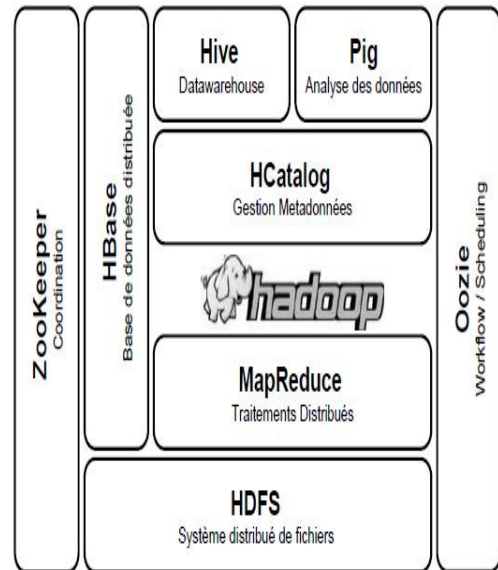 ZooKeeper
Coordination
HBase
Base de données distribuée
Hive
Datawarehouse
Pig
Analyse des données
HCatalog
Gestion Metadonnées
hadoop
MapReduce
Traitements Distribués
HDFS
Système distribué de fichiers
Oozie
Workflow / Scheduling